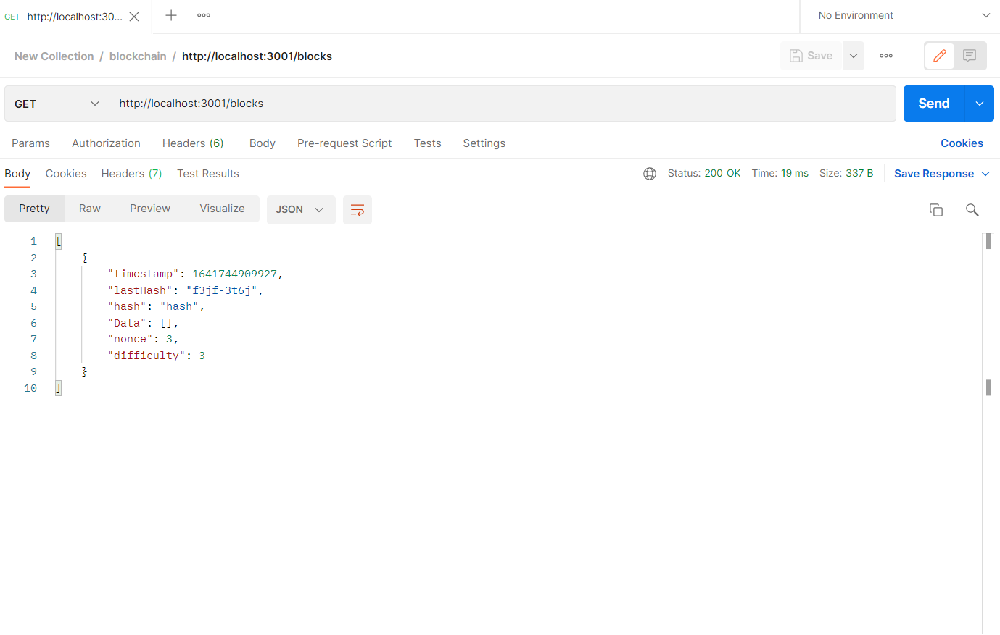 GET http://localhost:30...
No Environment
New Collection / blockchain / http://localhost:3001/blocks
Save
GET http://localhost:3001/blocks
Send
Params Authorization Headers (6) Body Pre-request Script Tests Settings
Cookies
Body Cookies Headers (7) Test Results
Status: 200 OK Time: 19 ms Size: 337 B Save Response
Pretty Raw Preview Visualize JSON
1 [
2 {
3 "timestamp": 1641744909927,
4 "lastHash": "f3jf-3t6j",
5 "hash": "hash",
6 "Data": [],
7 "nonce": 3,
8 "difficulty": 3
9 }
10 ]